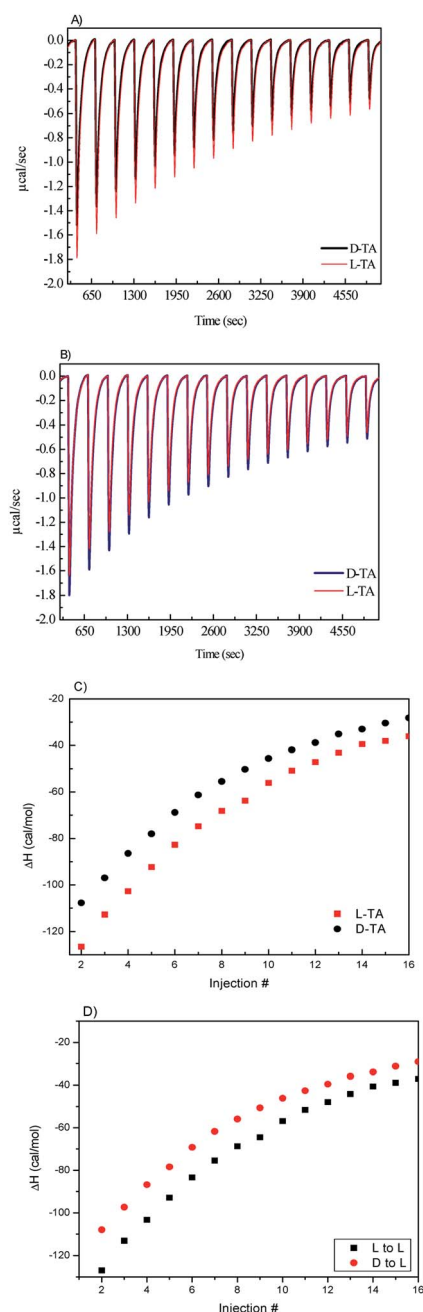 A)
0.0
-0.2
-0.4
-0.6
-0.8
-1.0
-1.2
-1.4
-1.6
-1.8
-2.0
μcal/sec
D-TA
L-TA
650 1300 1950 2600 3250 3900 4550
Time (sec)
B)
0.0
-0.2
-0.4
-0.6
-0.8
-1.0
-1.2
-1.4
-1.6
-1.8
-2.0
μcal/sec
D-TA
L-TA
650 1300 1950 2600 3250 3900 4550
Time (sec)
C)
-20
-40
-60
-80
-100
-120
ΔH (cal/mol)
L-TA
D-TA
2 4 6 8 10 12 14 16
Injection #
D)
-20
-40
-60
-80
-100
-120
ΔH (cal/mol)
L to L
D to L
2 4 6 8 10 12 14 16
Injection #